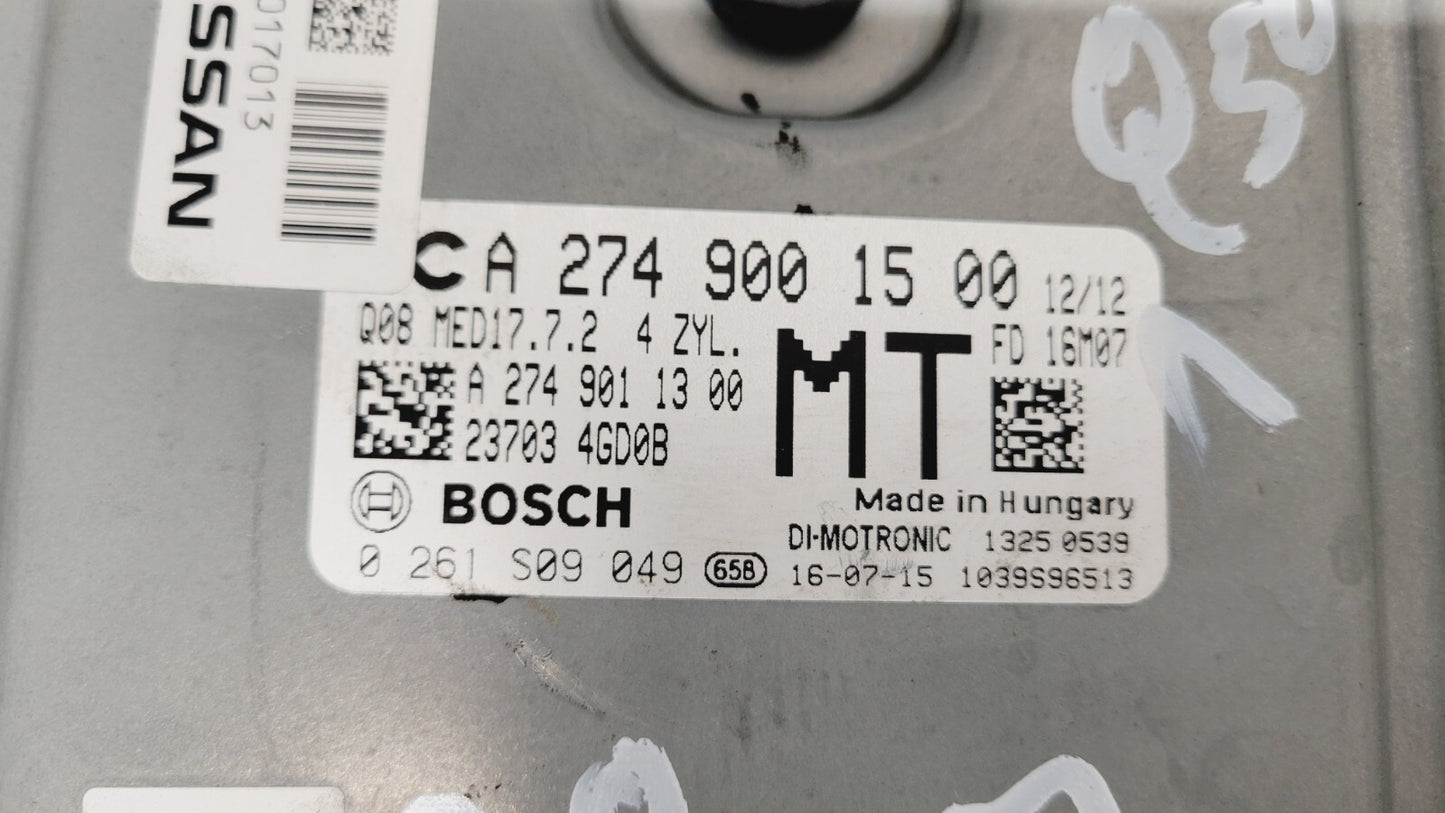 017013
SSAN
Q50
C A 274 900 15 00 12/12
Q08 MED17.7.2 4 ZYL. MT FD 16M07
A 274 901 13 00
23703 4GD0B
BOSCH Made in Hungary
DI-MOTRONIC 1325 0539
0 261 S09 049 65B 16-07-15 1039S96513